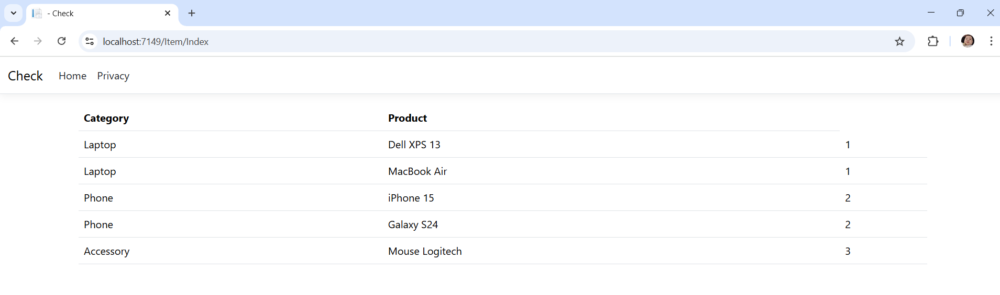 - Check
localhost:7149/Item/Index
Check Home Privacy
Category Product
Laptop Dell XPS 13 1
Laptop MacBook Air 1
Phone iPhone 15 2
Phone Galaxy S24 2
Accessory Mouse Logitech 3